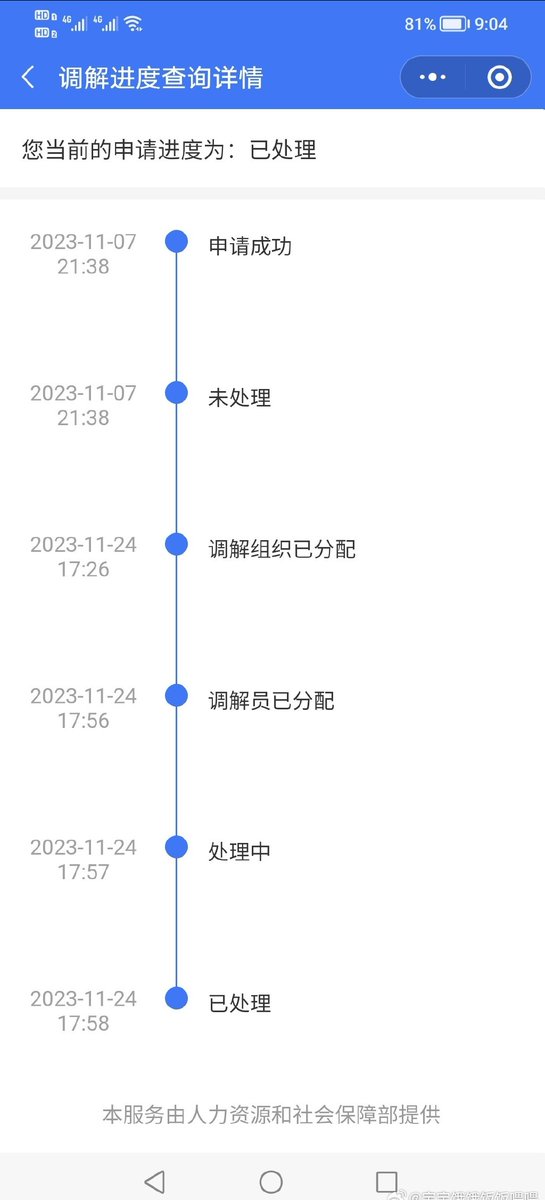 HD 1 4G 4G 81% 9:04
HD 2
调解进度查询详情
您当前的申请进度为：已处理
2023-11-07 申请成功
21:38
2023-11-07 未处理
21:38
2023-11-24 调解组织已分配
17:26
2023-11-24 调解员已分配
17:56
2023-11-24 处理中
17:57
2023-11-24 已处理
17:58
本服务由人力资源和社会保障部提供